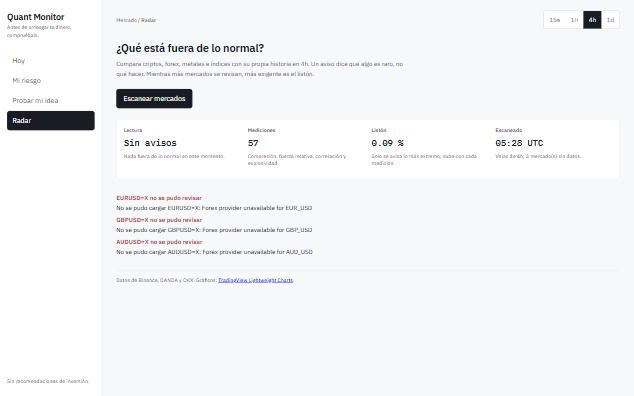 Quant Monitor
Antes de arriesgar tu dinero,
compruébalo.
Hoy
Mi riesgo
Probar mi idea
Radar
Sin recomendaciones de inversión.
Mercado / Radar
15m 1h 4h 1d
¿Qué está fuera de lo normal?
Compara criptos, forex, metales e índices con su propia historia en 4h. Un aviso dice que algo es raro, no
qué hacer. Mientras más mercados se revisan, más exigente es el listón.
Escanear mercados
Lectura
Sin avisos
Nada fuera de lo normal en este momento.
Mediciones
57
Compresión, fuerza relativa, correlación y
explosividad.
Listón
0.09 %
Solo se avisa lo más extremo; sube con cada
medición.
Escaneado
05:28 UTC
Velas de 4h; 3 mercado(s) sin datos.
EURUSD=X no se pudo revisar
No se pudo cargar EURUSD=X: Forex provider unavailable for EUR_USD
GBPUSD=X no se pudo revisar
No se pudo cargar GBPUSD=X: Forex provider unavailable for GBP_USD
AUDUSD=X no se pudo revisar
No se pudo cargar AUDUSD=X: Forex provider unavailable for AUD_USD
Datos de Binance, OANDA y OKX. Gráficos: TradingView Lightweight Charts.